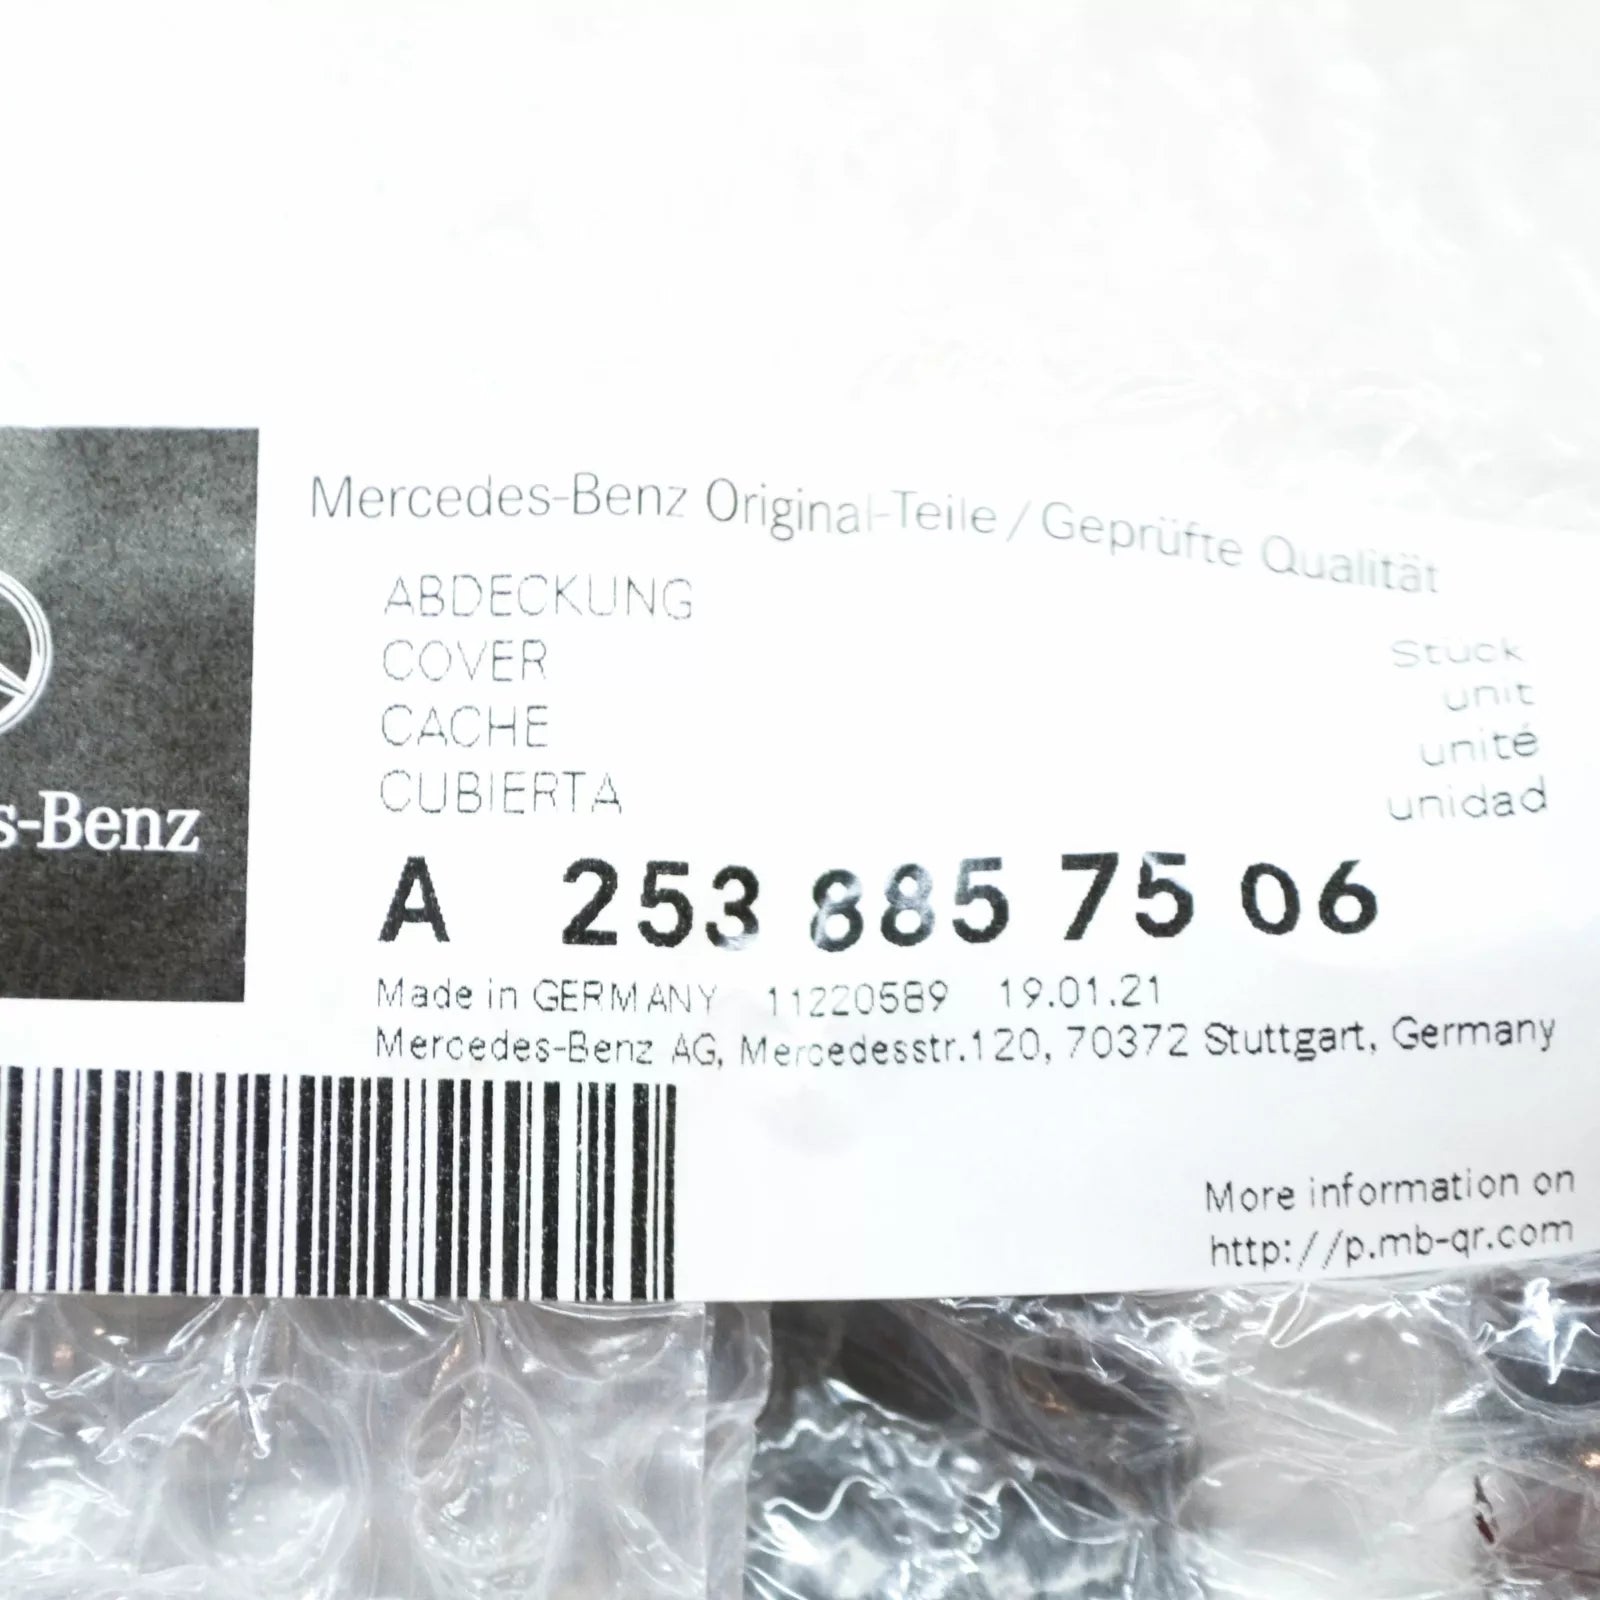 Mercedes-Benz Original-Teile / Geprüfte Qualität
ABDECKUNG
COVER
CACHE
CUBIERTA
Stück
unit
unité
unidad
s-Benz
A 253 885 75 06
Made in GERMANY 11220589 19.01.21
Mercedes-Benz AG, Mercedesstr.120, 70372 Stuttgart, Germany
More information on
http://p.mb-qr.com